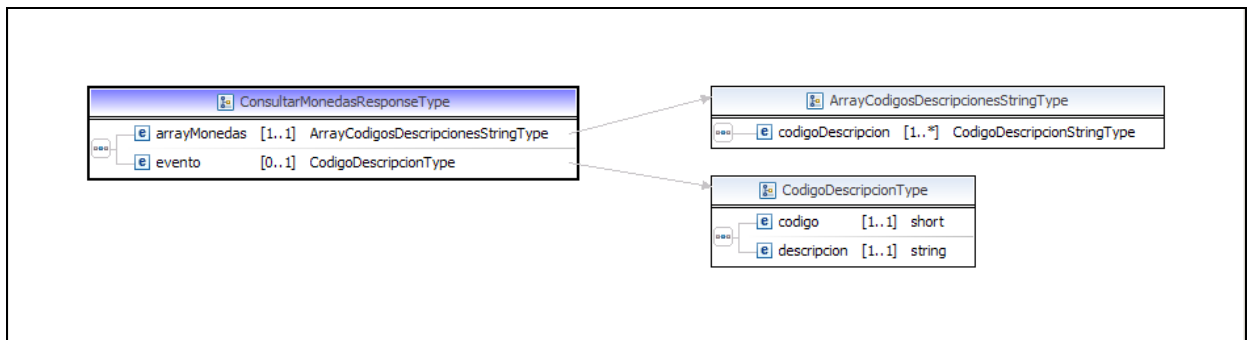 ConsultarMonedasResponseType
e arrayMonedas [1..1] ArrayCodigosDescripcionesStringType
e evento [0..1] CodigoDescripcionType
ArrayCodigosDescripcionesStringType
e codigoDescripcion [1..*] CodigoDescripcionStringType
CodigoDescripcionType
e codigo [1..1] short
e descripcion [1..1] string